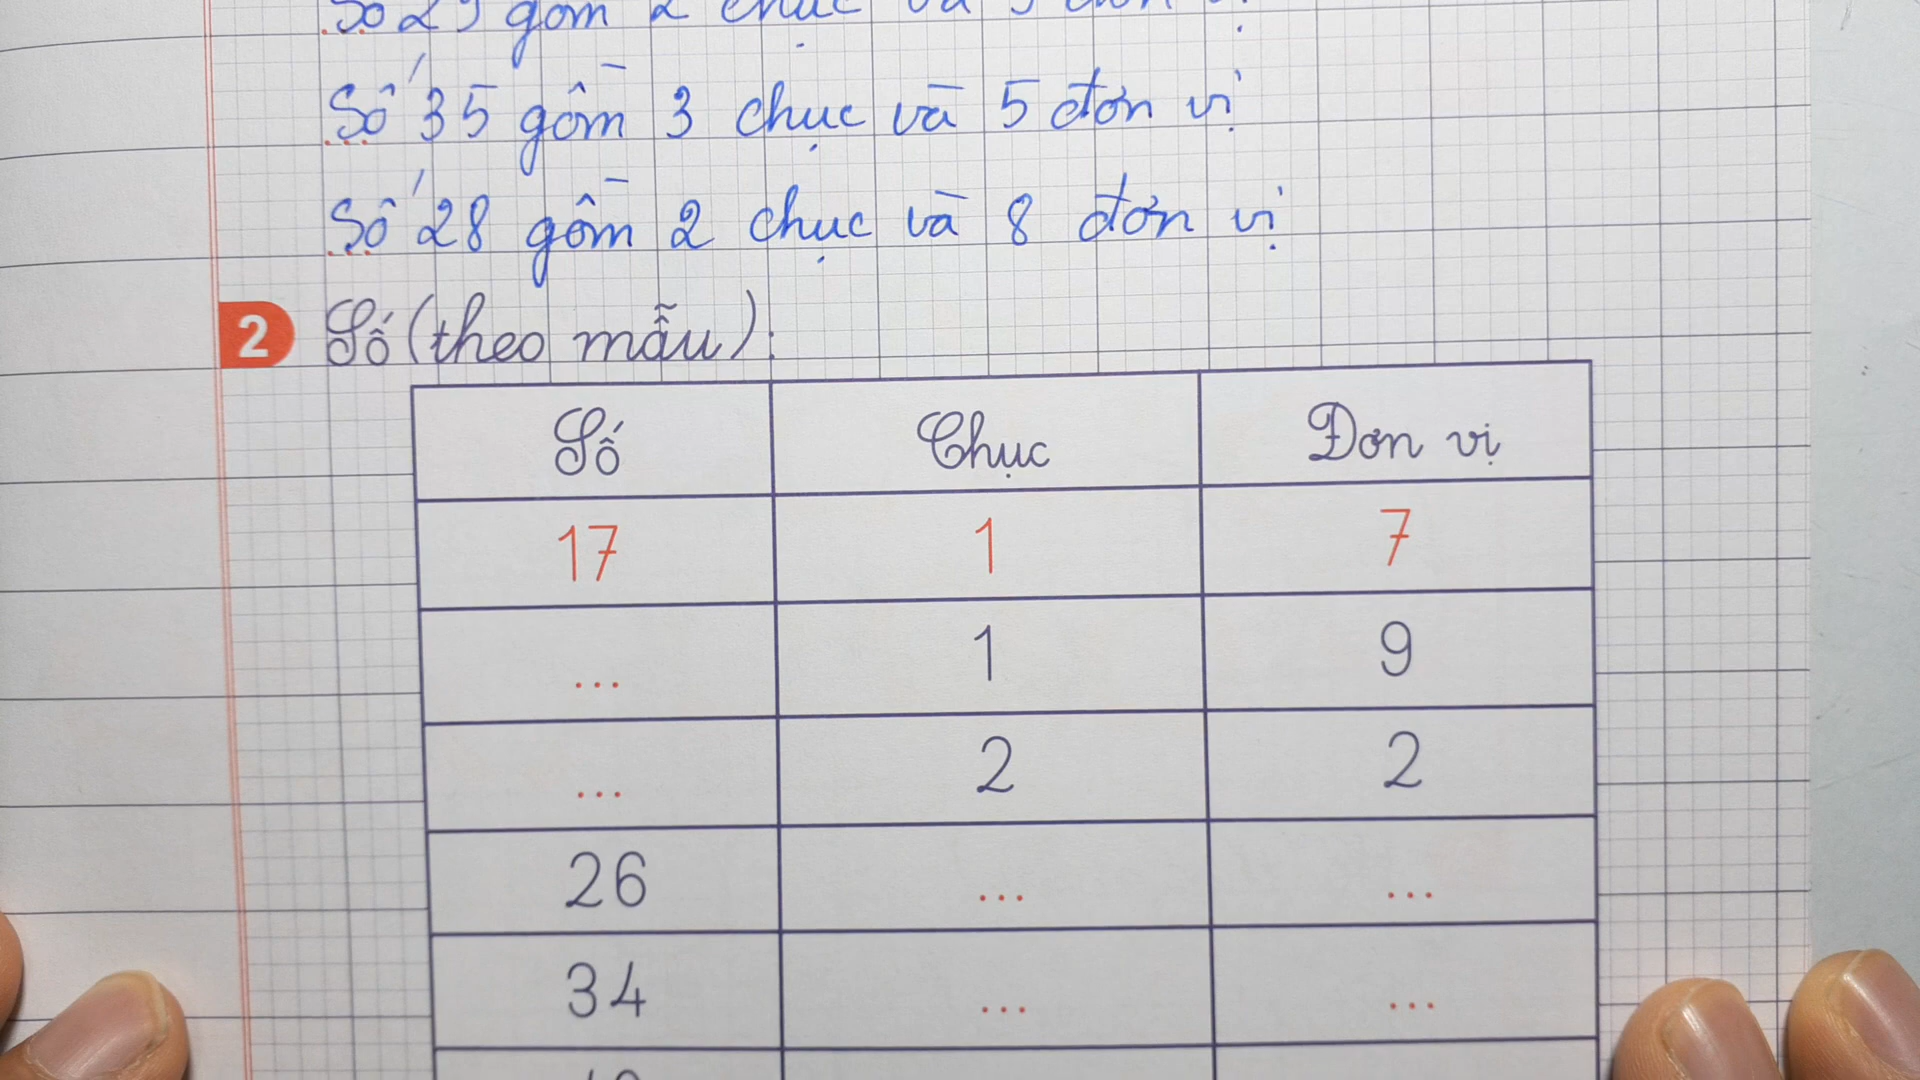 Số 35 gồm 3 chục và 5 đơn vị
Số 28 gồm 2 chục và 8 đơn vị
2 Số (theo mẫu):
Số Chục Đơn vị
17 1 7
... 1 9
... 2 2
26 ... ...
34 ... ...